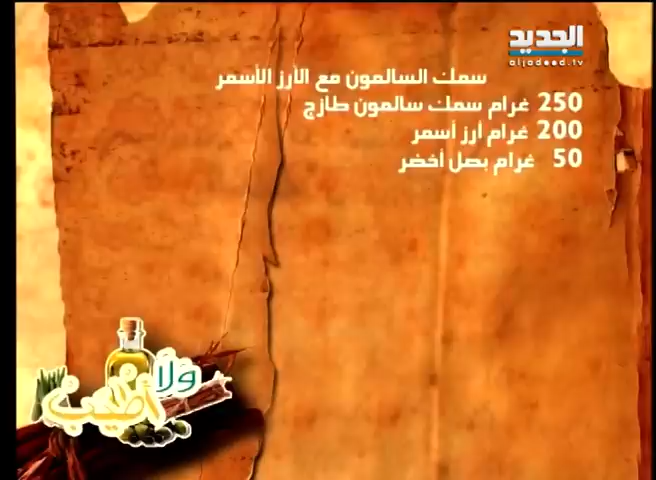 الجديد
aljadeed.tv
سمك السالمون مع الأرز الأسمر
250 غرام سمك سالمون طازج
200 غرام أرز أسمر
50 غرام بصل أخضر
ولا أطيب